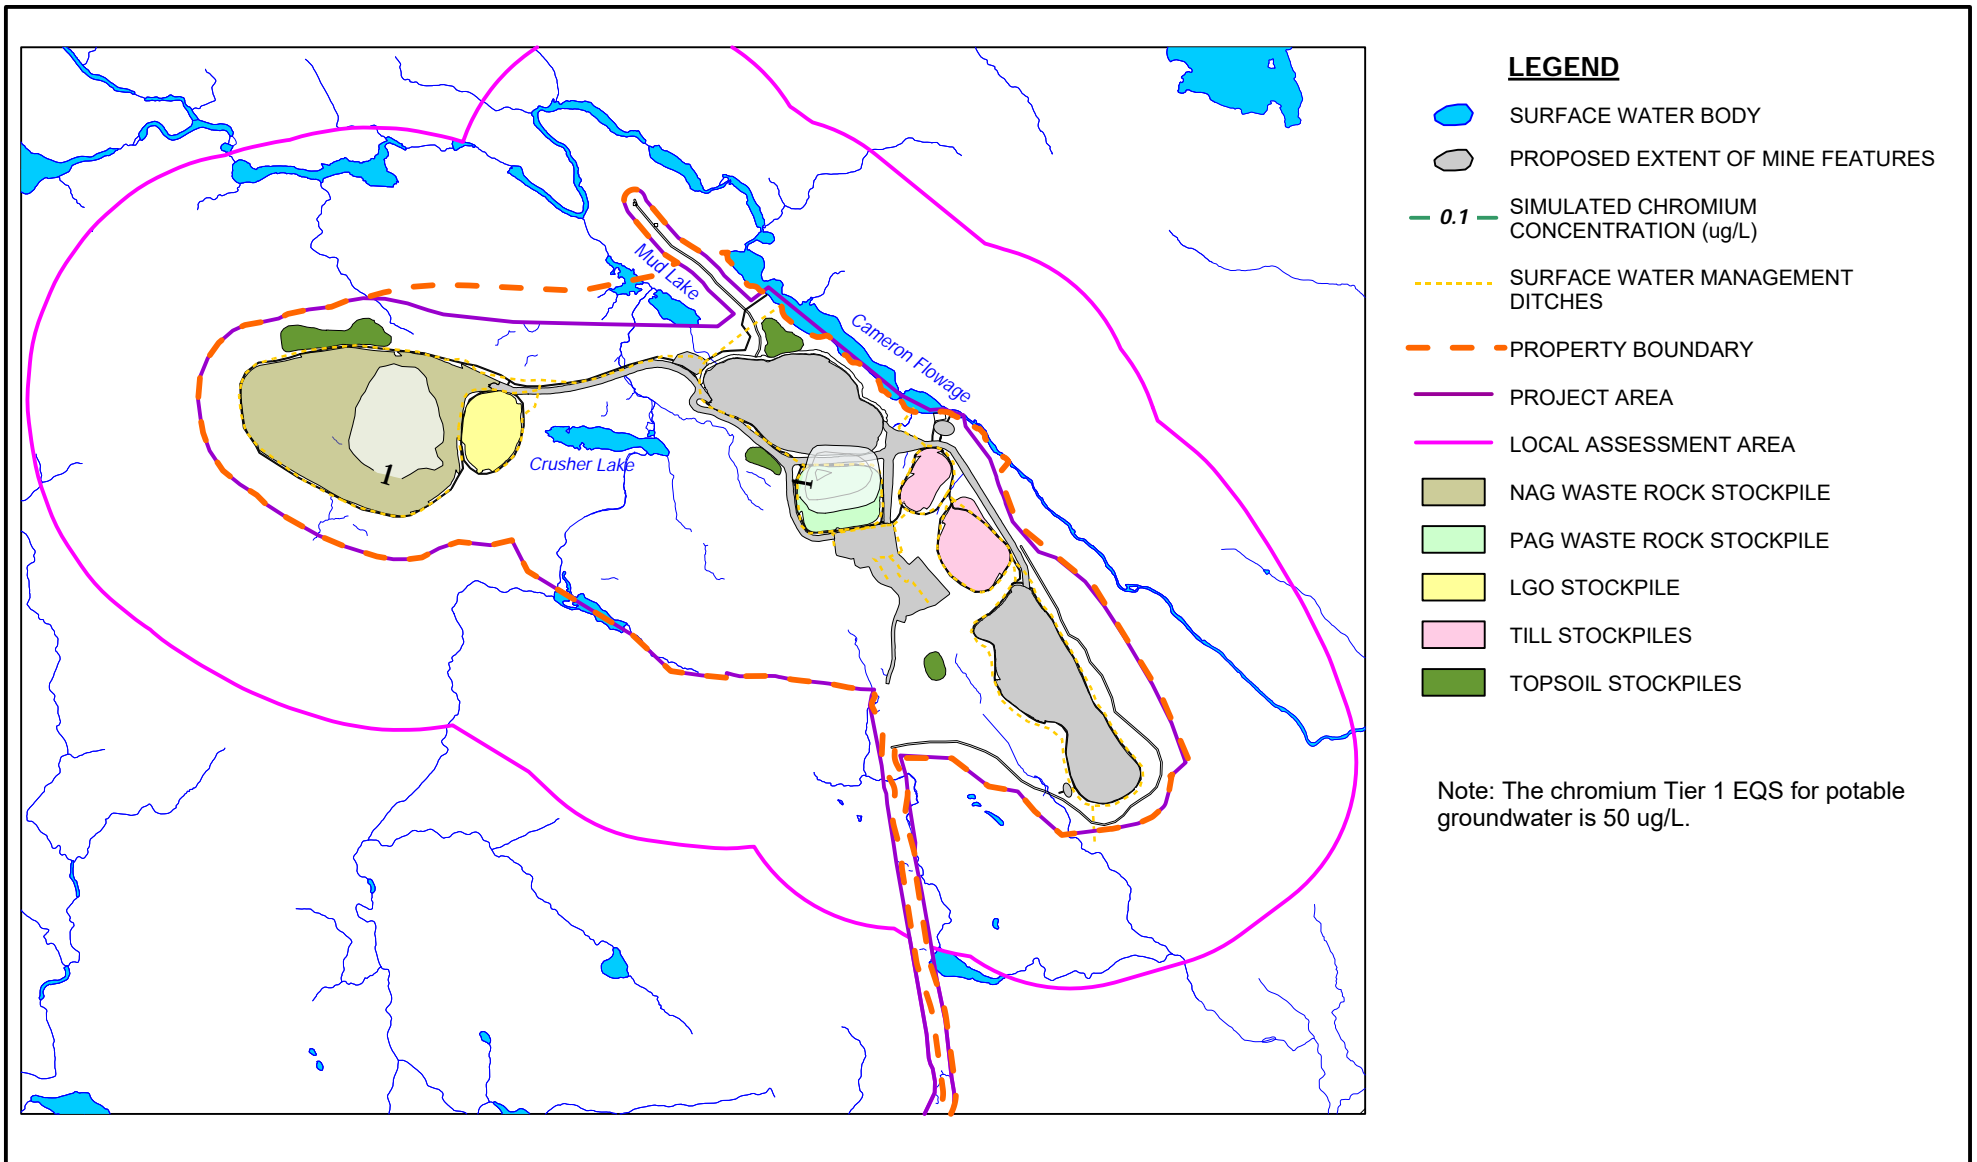 LEGEND
SURFACE WATER BODY
PROPOSED EXTENT OF MINE FEATURES
0.1
SIMULATED CHROMIUM
CONCENTRATION (ug/L)
SURFACE WATER MANAGEMENT
DITCHES
PROPERTY BOUNDARY
PROJECT AREA
LOCAL ASSESSMENT AREA
NAG WASTE ROCK STOCKPILE
PAG WASTE ROCK STOCKPILE
LGO STOCKPILE
TILL STOCKPILES
TOPSOIL STOCKPILES
Note: The chromium Tier 1 EQS for potable
groundwater is 50 ug/L.
Mud Lake
Cameron Flowage
Crusher Lake
1
1